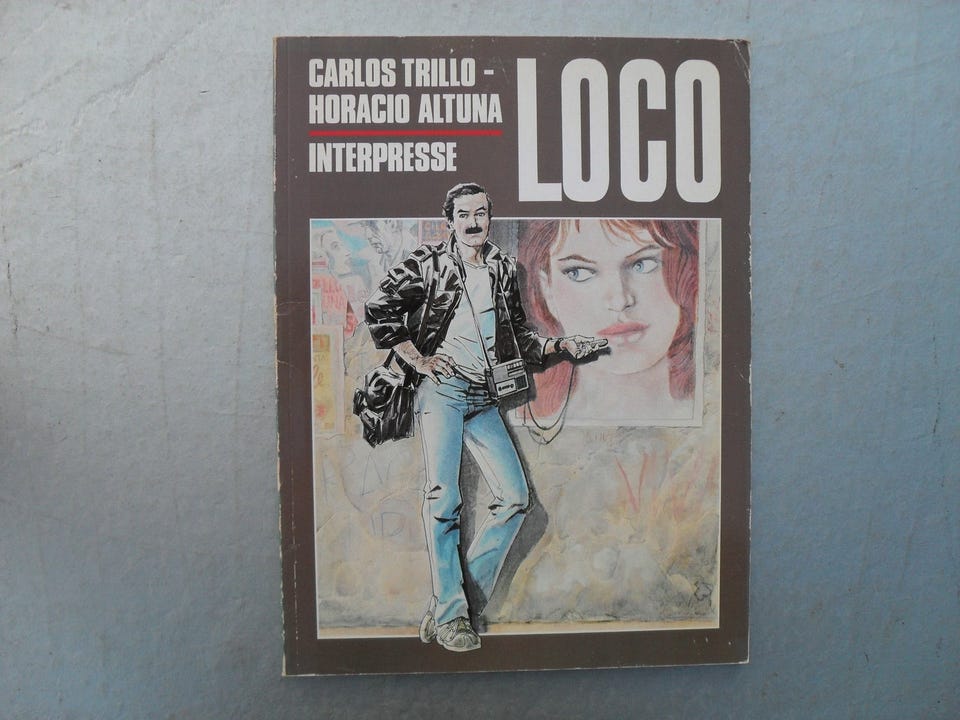 CARLOS TRILLO -
HORACIO ALTUNA
INTERPRESSE
LOCO